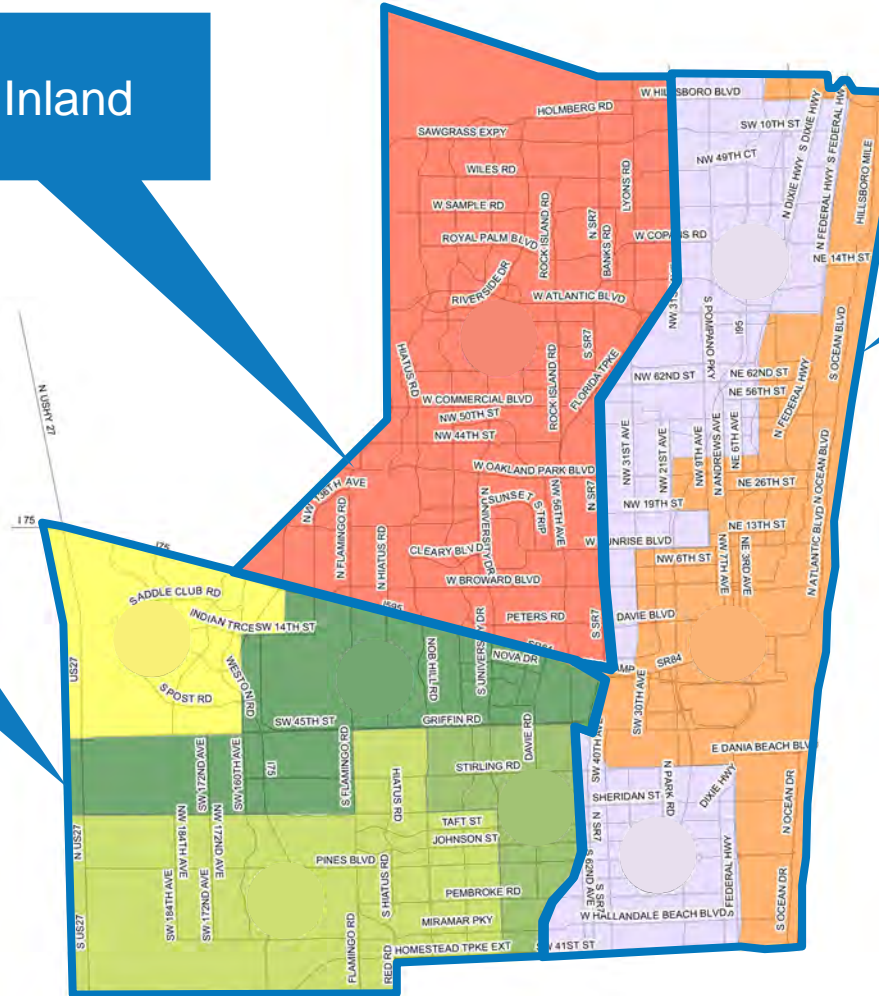 Inland
W HILLSBORO BLVD
HOLMBERG RD
SW 10TH ST
SAWGRASS EXPY
S DIXIE HWY
S FEDERAL HWY
HILLSBORO MILE
NW 49TH CT
WILES RD
LYONS RD
W SAMPLE RD
ROCK ISLAND RD
N SR7
BANKS RD
N DIXIE HWY
N FEDERAL HWY
ROYAL PALM BLVD
W COPANS RD
NE 14TH ST
RIVERSIDE DR
W ATLANTIC BLVD
S POMPANO PKY
I95
S OCEAN BLVD
HIATUS RD
ROCK ISLAND RD
S SR7
FLORIDA TPKE
NW 62ND ST
NE 62ND ST
NE 56TH ST
N FEDERAL HWY
N USHY 27
W COMMERCIAL BLVD
NW 50TH ST
NW 44TH ST
NW 31ST AVE
NW 21ST AVE
NW 9TH AVE
N ANDREWS AVE
NE 6TH AVE
W OAKLAND PARK BLVD
NW 136TH AVE
N UNIVERSITY DR
SUNSET STRIP
NW 56TH AVE
N SR7
NE 26TH ST
N OCEAN BLVD
NW 19TH ST
I 75
N FLAMINGO RD
N HIATUS RD
CLEARY BLVD
NE 13TH ST
N ATLANTIC BLVD
I75
W BROWARD BLVD
NW 6TH ST
NW 7TH AVE
NE 3RD AVE
SADDLE CLUB RD
I595
PETERS RD
S SR7
DAVIE BLVD
INDIAN TRCE
SW 14TH ST
NOB HILL RD
S UNIVERSITY DR
NOVA DR
SR84
SR84
US27
WESTON RD
S POST RD
SW 30TH AVE
SW 45TH ST
GRIFFIN RD
DAVIE RD
SW 40TH AVE
E DANIA BEACH BLVD
SW 172ND AVE
SW 160TH AVE
I75
S FLAMINGO RD
HIATUS RD
STIRLING RD
N PARK RD
DIXIE HWY
SHERIDAN ST
N OCEAN DR
N US27
NW 184TH AVE
NW 172ND AVE
TAFT ST
JOHNSON ST
N SR7
PINES BLVD
S HIATUS RD
S 62ND AVE
S SR7
S FEDERAL HWY
S OCEAN DR
S US27
SW 184TH AVE
SW 172ND AVE
PEMBROKE RD
MIRAMAR PKY
W HALLANDALE BEACH BLVD
FLAMINGO RD
RED RD
HOMESTEAD TPKE EXT
SW 41ST ST